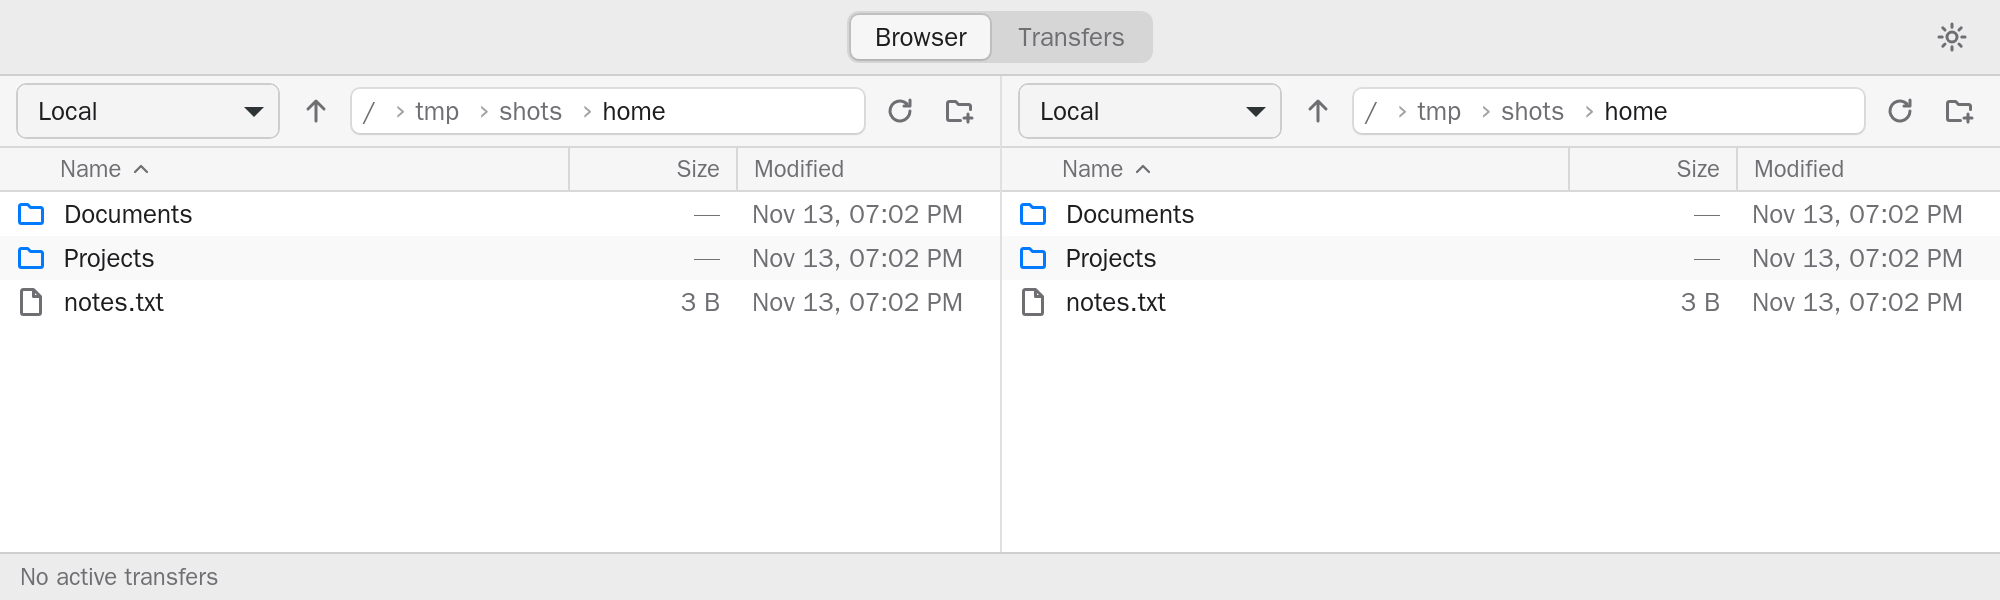 Browser Transfers
Local / › tmp › shots › home Local / › tmp › shots › home
Name Size Modified Name Size Modified
Documents — Nov 13, 07:02 PM Documents — Nov 13, 07:02 PM
Projects — Nov 13, 07:02 PM Projects — Nov 13, 07:02 PM
notes.txt 3 B Nov 13, 07:02 PM notes.txt 3 B Nov 13, 07:02 PM
No active transfers